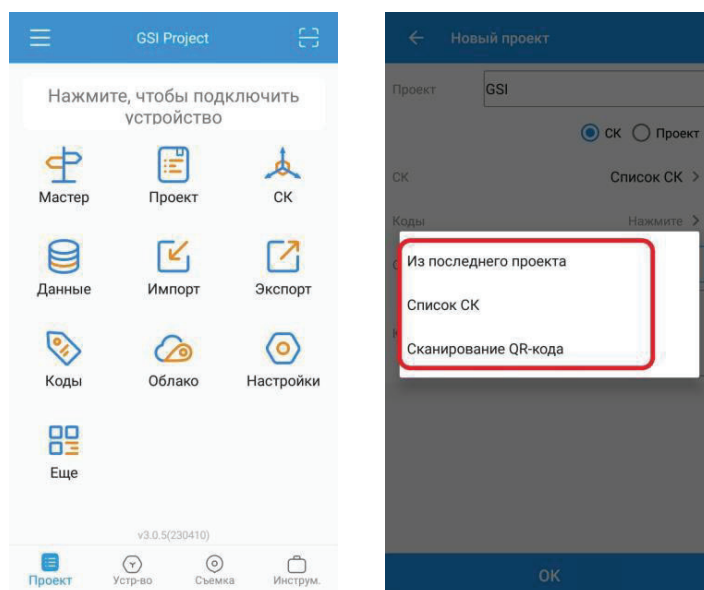 GSI Project
Нажмите, чтобы подключить
устройство
Мастер
Проект
СК
Данные
Импорт
Экспорт
Коды
Облако
Настройки
Еще
v3.0.5(230410)
Проект
Устр-во
Съемка
Инструм.
Новый проект
Проект GSI
СК Проект
СК Список СК
Коды Нажмите
Из последнего проекта
Список СК
Сканирование QR-кода
OK